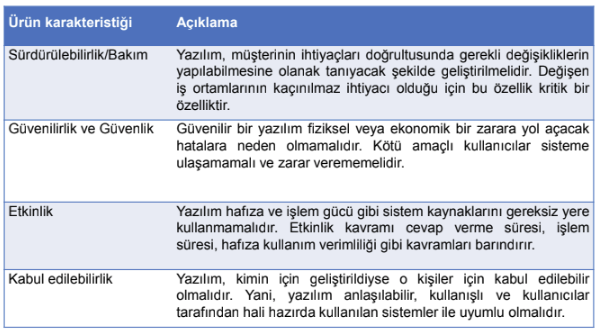 Ürün karakteristiği Açıklama
Sürdürülebilirlik/Bakım Yazılım, müşterinin ihtiyaçları doğrultusunda gerekli değişikliklerin
yapılabilmesine olanak tanıyacak şekilde geliştirilmelidir. Değişen
iş ortamlarının kaçınılmaz ihtiyacı olduğu için bu özellik kritik bir
özelliktir.
Güvenilirlik ve Güvenlik Güvenilir bir yazılım fiziksel veya ekonomik bir zarara yol açacak
hatalara neden olmamalıdır. Kötü amaçlı kullanıcılar sisteme
ulaşamamalı ve zarar verememelidir.
Etkinlik Yazılım hafıza ve işlem gücü gibi sistem kaynaklarını gereksiz yere
kullanmamalıdır. Etkinlik kavramı cevap verme süresi, işlem
süresi, hafıza kullanım verimliliği gibi kavramları barındırır.
Kabul edilebilirlik Yazılım, kimin için geliştirildiyse o kişiler için kabul edilebilir
olmalıdır. Yani, yazılım anlaşılabilir, kullanışlı ve kullanıcılar
tarafından hali hazırda kullanılan sistemler ile uyumlu olmalıdır.